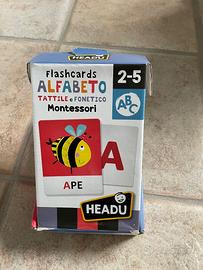 HEADU
Flashcards
ALFABETO
TATTILE e FONETICO
Montessori
2-5
ABC
A
APE
HEADU